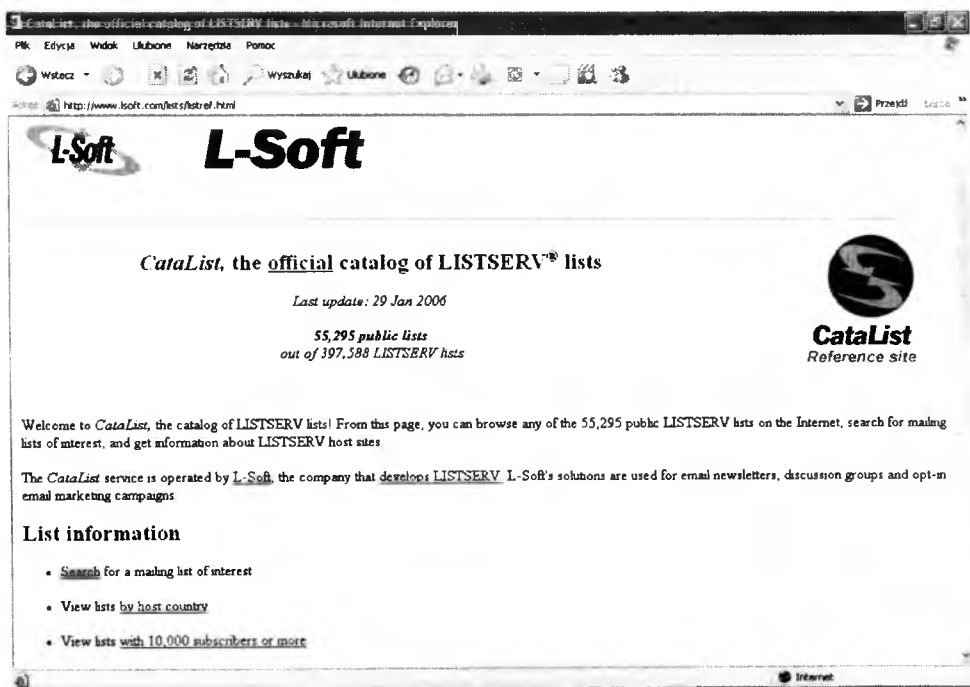 CataList, the official catalog of LISTSERV lists - Microsoft Internet Explorer
Plik Edycja Widok Ulubione Narzędzia Pomoc
Wstecz Wyszukaj Ulubione
Adres http://www.lsoft.com/lists/listref.html Przejdź Łącza
L-Soft L-Soft
CataList, the official catalog of LISTSERV® lists
Last update: 29 Jan 2006
55,295 public lists
out of 397,588 LISTSERV lists
CataList
Reference site
Welcome to CataList, the catalog of LISTSERV lists! From this page, you can browse any of the 55,295 public LISTSERV lists on the Internet, search for mailing
lists of interest, and get information about LISTSERV host sites
The CataList service is operated by L-Soft, the company that develops LISTSERV L-Soft's solutions are used for email newsletters, discussion groups and opt-in
email marketing campaigns
List information
• Search for a mailing list of interest
• View lists by host country
• View lists with 10,000 subscribers or more
Internet